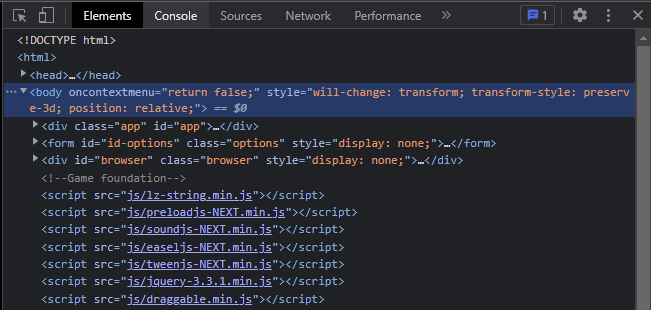 Elements Console Sources Network Performance » 1
<!DOCTYPE html>
<html>
<head>…</head>
<body oncontextmenu="return false;" style="will-change: transform; transform-style: preserv
e-3d; position: relative;"> == $0
<div class="app" id="app">…</div>
<form id="id-options" class="options" style="display: none;">…</form>
<div id="browser" class="browser" style="display: none;">…</div>
<!--Game foundation-->
<script src="js/lz-string.min.js"></script>
<script src="js/preloadjs-NEXT.min.js"></script>
<script src="js/soundjs-NEXT.min.js"></script>
<script src="js/easeljs-NEXT.min.js"></script>
<script src="js/tweenjs-NEXT.min.js"></script>
<script src="js/jquery-3.3.1.min.js"></script>
<script src="js/draggable.min.js"></script>